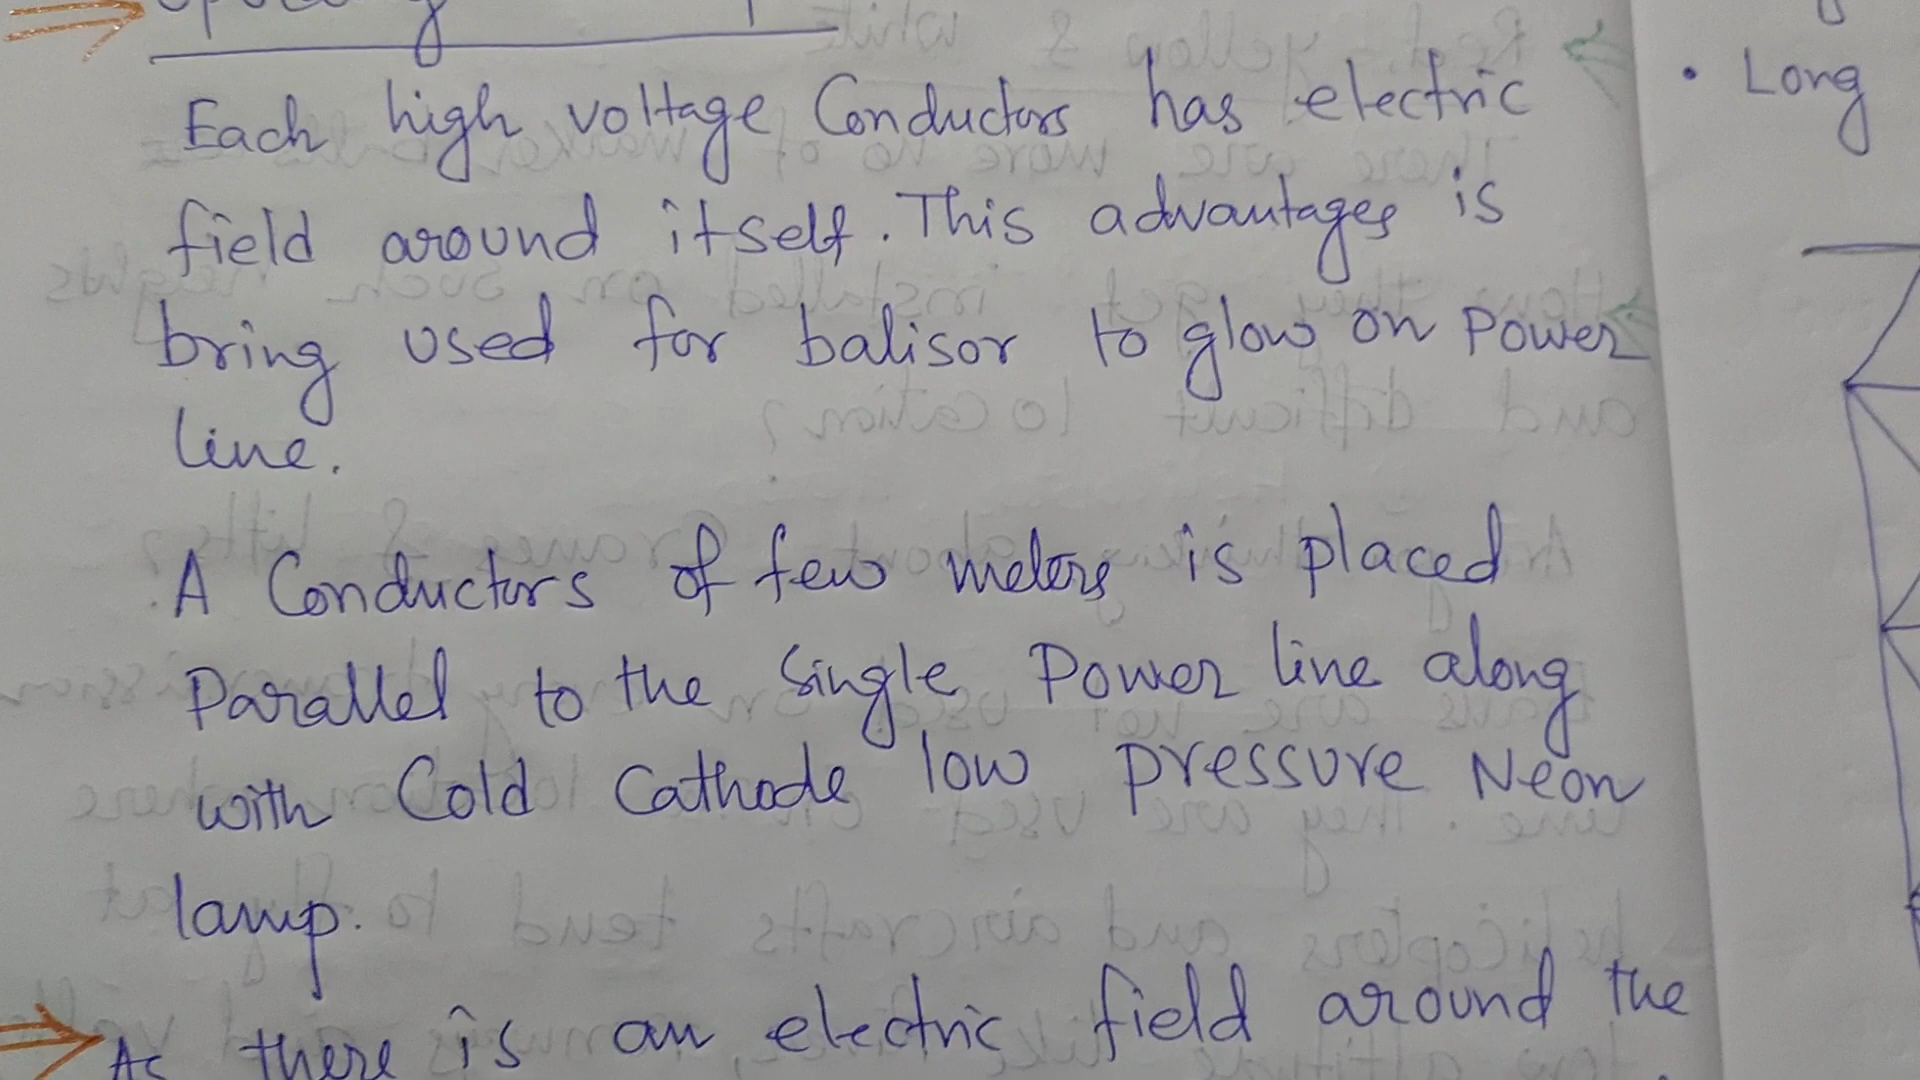 Each high voltage Conductors has electric
field around itself. This advantages is
bring used for balisor to glow on Power
line.
A Conductors of few meters is placed
Parallel to the Single Power line along
with Cold Cathode low pressure Neon
lamp.
As there is an electric field around the
• Long